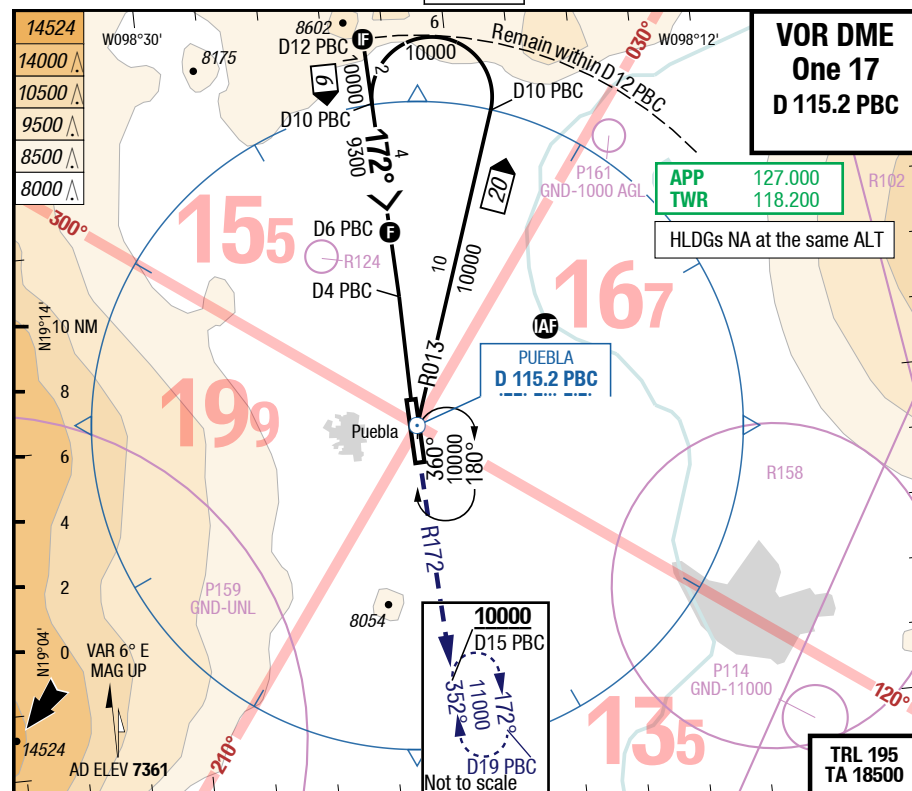 14524
14000
10500
9500
8500
8000
W098°30'
8175
8602
D12 PBC
IF
10000
6
2
6
10000
Remain within D12 PBC
030°
W098°12'
VOR DME
One 17
D 115.2 PBC
D10 PBC
D10 PBC
172°
9300
4
20
P161
GND-1000 AGL
APP 127.000
TWR 118.200
R102
HLDGs NA at the same ALT
300°
155
D6 PBC
F
R124
D4 PBC
10
10000
167
N19°14'
10 NM
IAF
R013
PUEBLA
D 115.2 PBC
8
199
Puebla
6
360°
10000
180°
R158
4
R172
P159
GND-UNL
2
8054
10000
D15 PBC
N19°04'
0
VAR 6° E
MAG UP
352°
11000
172°
P114
GND-11000
120°
135
14524
210°
D19 PBC
AD ELEV 7361
Not to scale
TRL 195
TA 18500